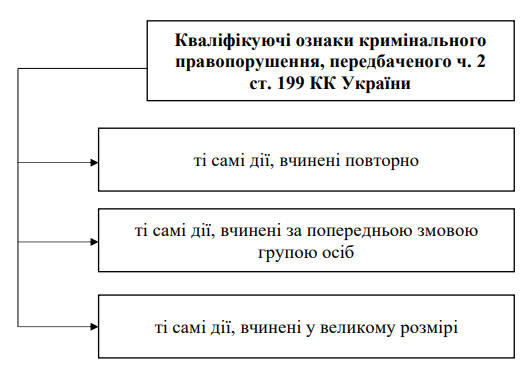 Кваліфікуючі ознаки кримінального
правопорушення, передбаченого ч. 2
ст. 199 КК України
ті самі дії, вчинені повторно
ті самі дії, вчинені за попередньою змовою
групою осіб
ті самі дії, вчинені у великому розмірі